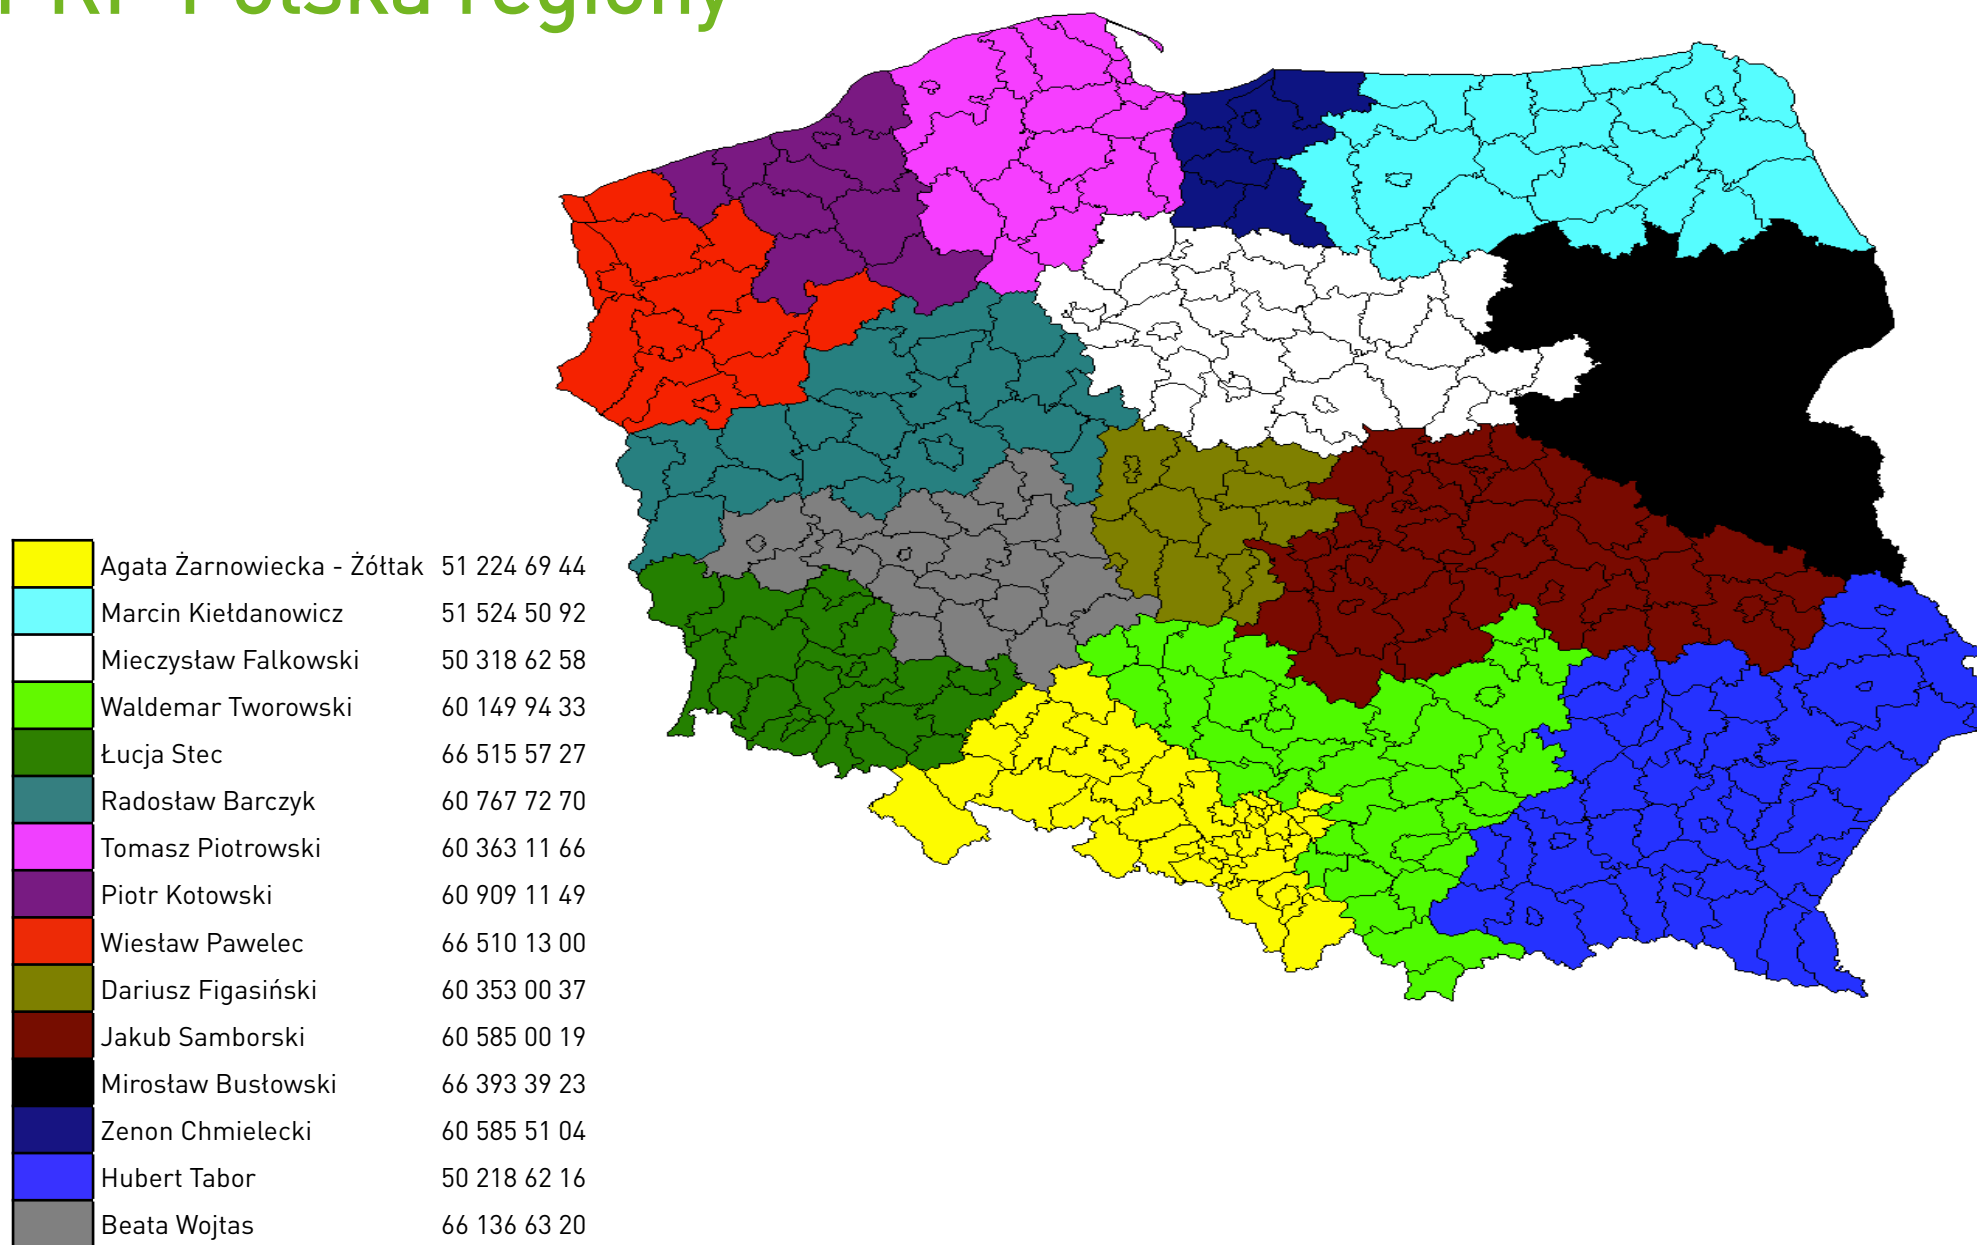 Polska regiony
Agata Żarnowiecka - Żółtak 51 224 69 44
Marcin Kiełdanowicz 51 524 50 92
Mieczysław Falkowski 50 318 62 58
Waldemar Tworowski 60 149 94 33
Łucja Stec 66 515 57 27
Radosław Barczyk 60 767 72 70
Tomasz Piotrowski 60 363 11 66
Piotr Kotowski 60 909 11 49
Wiesław Pawelec 66 510 13 00
Dariusz Figasiński 60 353 00 37
Jakub Samborski 60 585 00 19
Mirosław Busłowski 66 393 39 23
Zenon Chmielecki 60 585 51 04
Hubert Tabor 50 218 62 16
Beata Wojtas 66 136 63 20